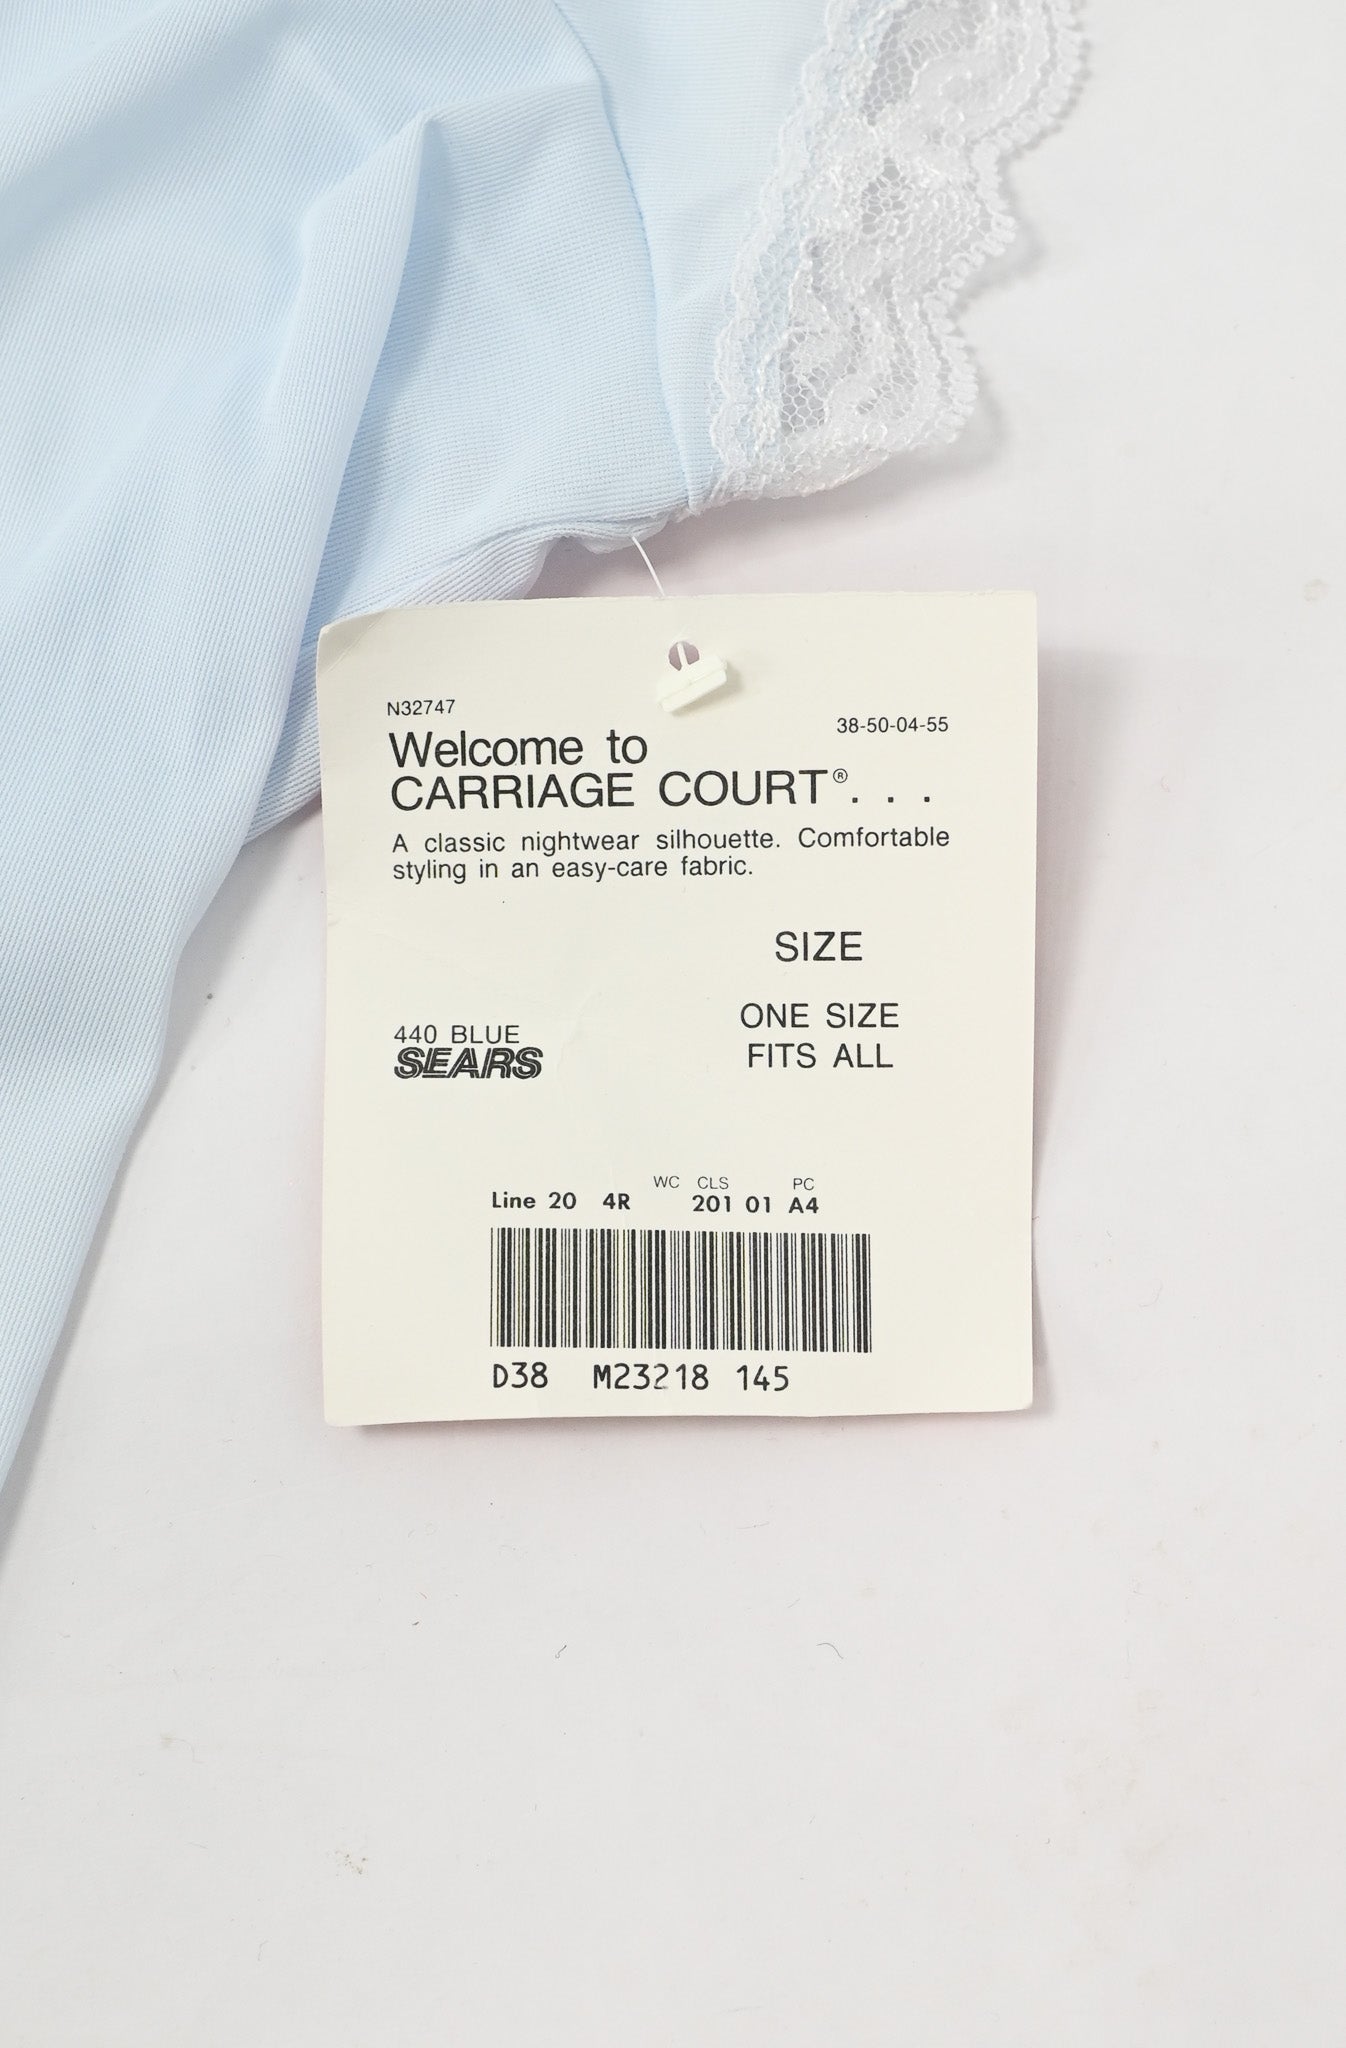 N32747
38-50-04-55
Welcome to
CARRIAGE COURT®. . .
A classic nightwear silhouette. Comfortable
styling in an easy-care fabric.
SIZE
ONE SIZE
FITS ALL
440 BLUE
SEARS
WC CLS PC
Line 20 4R 201 01 A4
D38 M23218 145